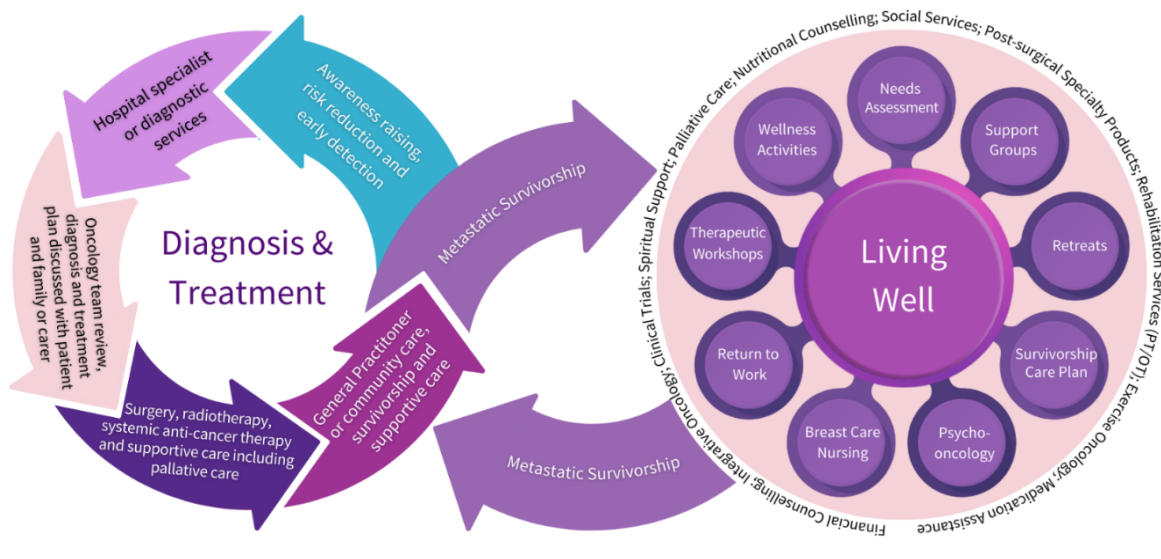 Awareness raising,
risk reduction and
early detection
Hospital specialist
or diagnostic
services
Oncology team review,
diagnosis and treatment
plan discussed with patient
and family or carer
Surgery, radiotherapy,
systemic anti-cancer therapy
and supportive care including
pallative care
General Practitoner
or community care,
survivorship and
supportive care
Diagnosis &
Treatment
Metastatic Survivorship
Metastatic Survivorship
Financial Counselling; Integrative Oncology; Clinical Trials; Spiritual Support; Palliative Care; Nutritional Counselling; Social Services; Post-surgical Specialty Products; Rehabilitation Services (PT/OT); Exercise Oncology; Medication Assistance
Needs
Assessment
Support
Groups
Retreats
Survivorship
Care Plan
Psycho-
oncology
Breast Care
Nursing
Return to
Work
Therapeutic
Workshops
Wellness
Activities
Living
Well